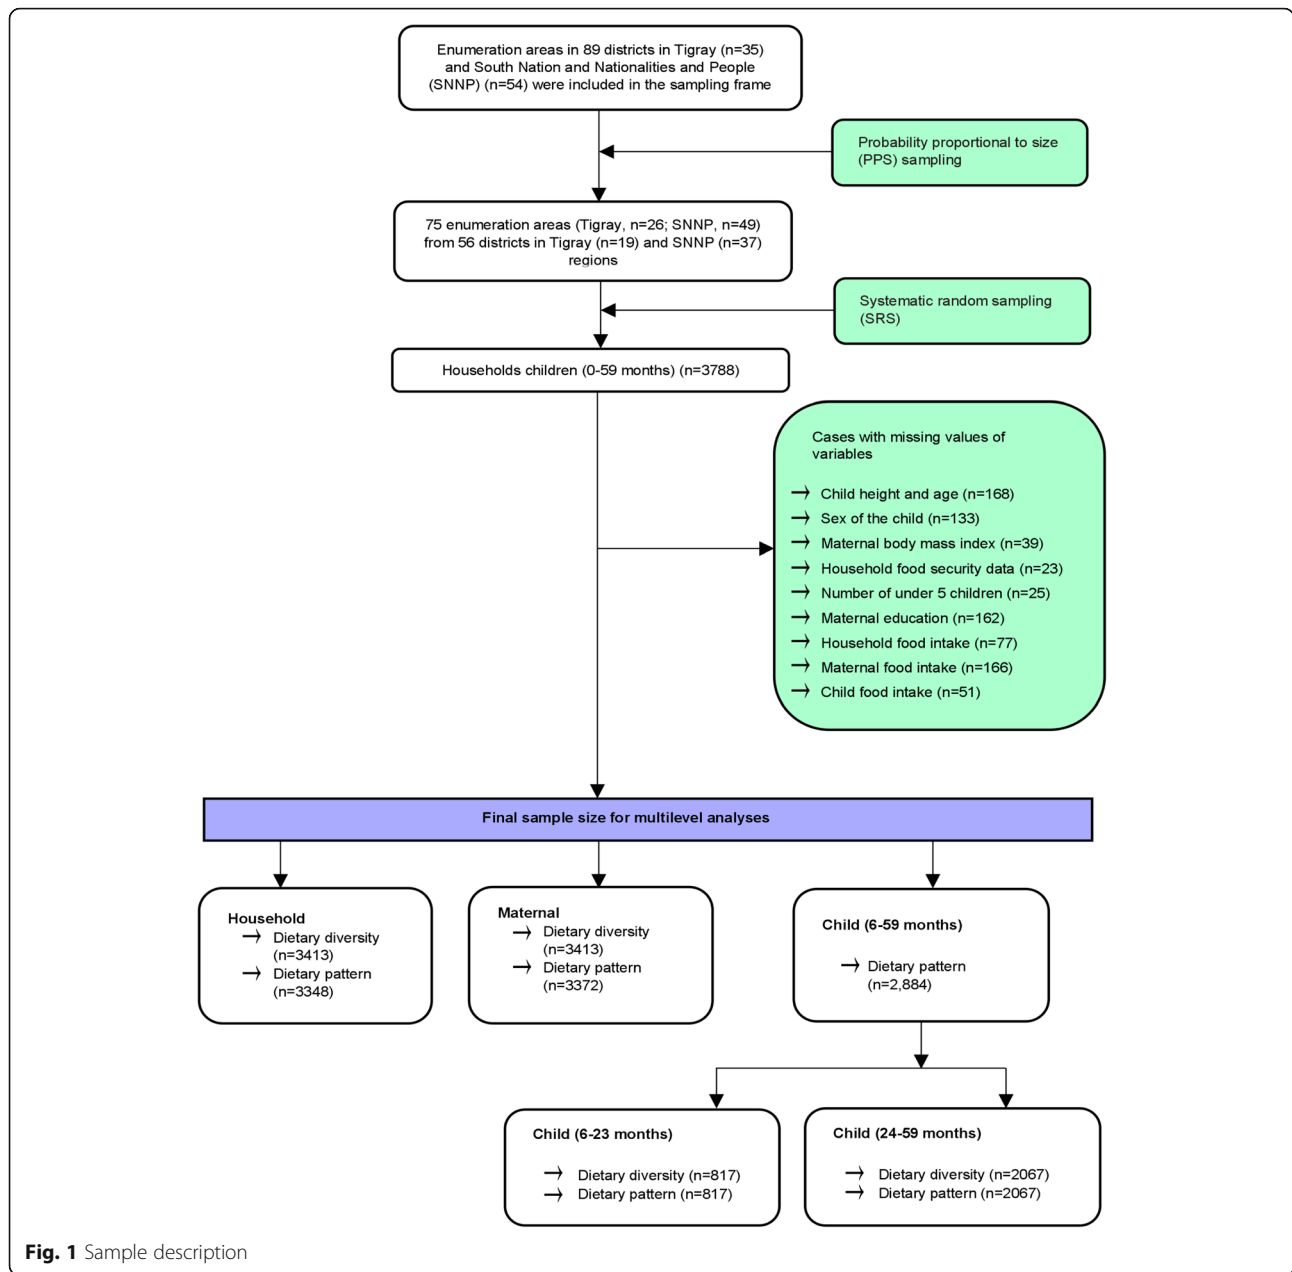 Enumeration areas in 89 districts in Tigray (n=35)
and South Nation and Nationalities and People
(SNNP) (n=54) were included in the sampling frame
Probability proportional to size
(PPS) sampling
75 enumeration areas (Tigray, n=26; SNNP, n=49)
from 56 districts in Tigray (n=19) and SNNP (n=37)
regions
Systematic random sampling
(SRS)
Households children (0-59 months) (n=3788)
Cases with missing values of
variables
→ Child height and age (n=168)
→ Sex of the child (n=133)
→ Maternal body mass index (n=39)
→ Household food security data (n=23)
→ Number of under 5 children (n=25)
→ Maternal education (n=162)
→ Household food intake (n=77)
→ Maternal food intake (n=166)
→ Child food intake (n=51)
Final sample size for multilevel analyses
Household
→ Dietary diversity
(n=3413)
→ Dietary pattern
(n=3348)
Maternal
→ Dietary diversity
(n=3413)
→ Dietary pattern
(n=3372)
Child (6-59 months)
→ Dietary pattern
(n=2,884)
Child (6-23 months)
→ Dietary diversity (n=817)
→ Dietary pattern (n=817)
Child (24-59 months)
→ Dietary diversity (n=2067)
→ Dietary pattern (n=2067)
Fig. 1 Sample description